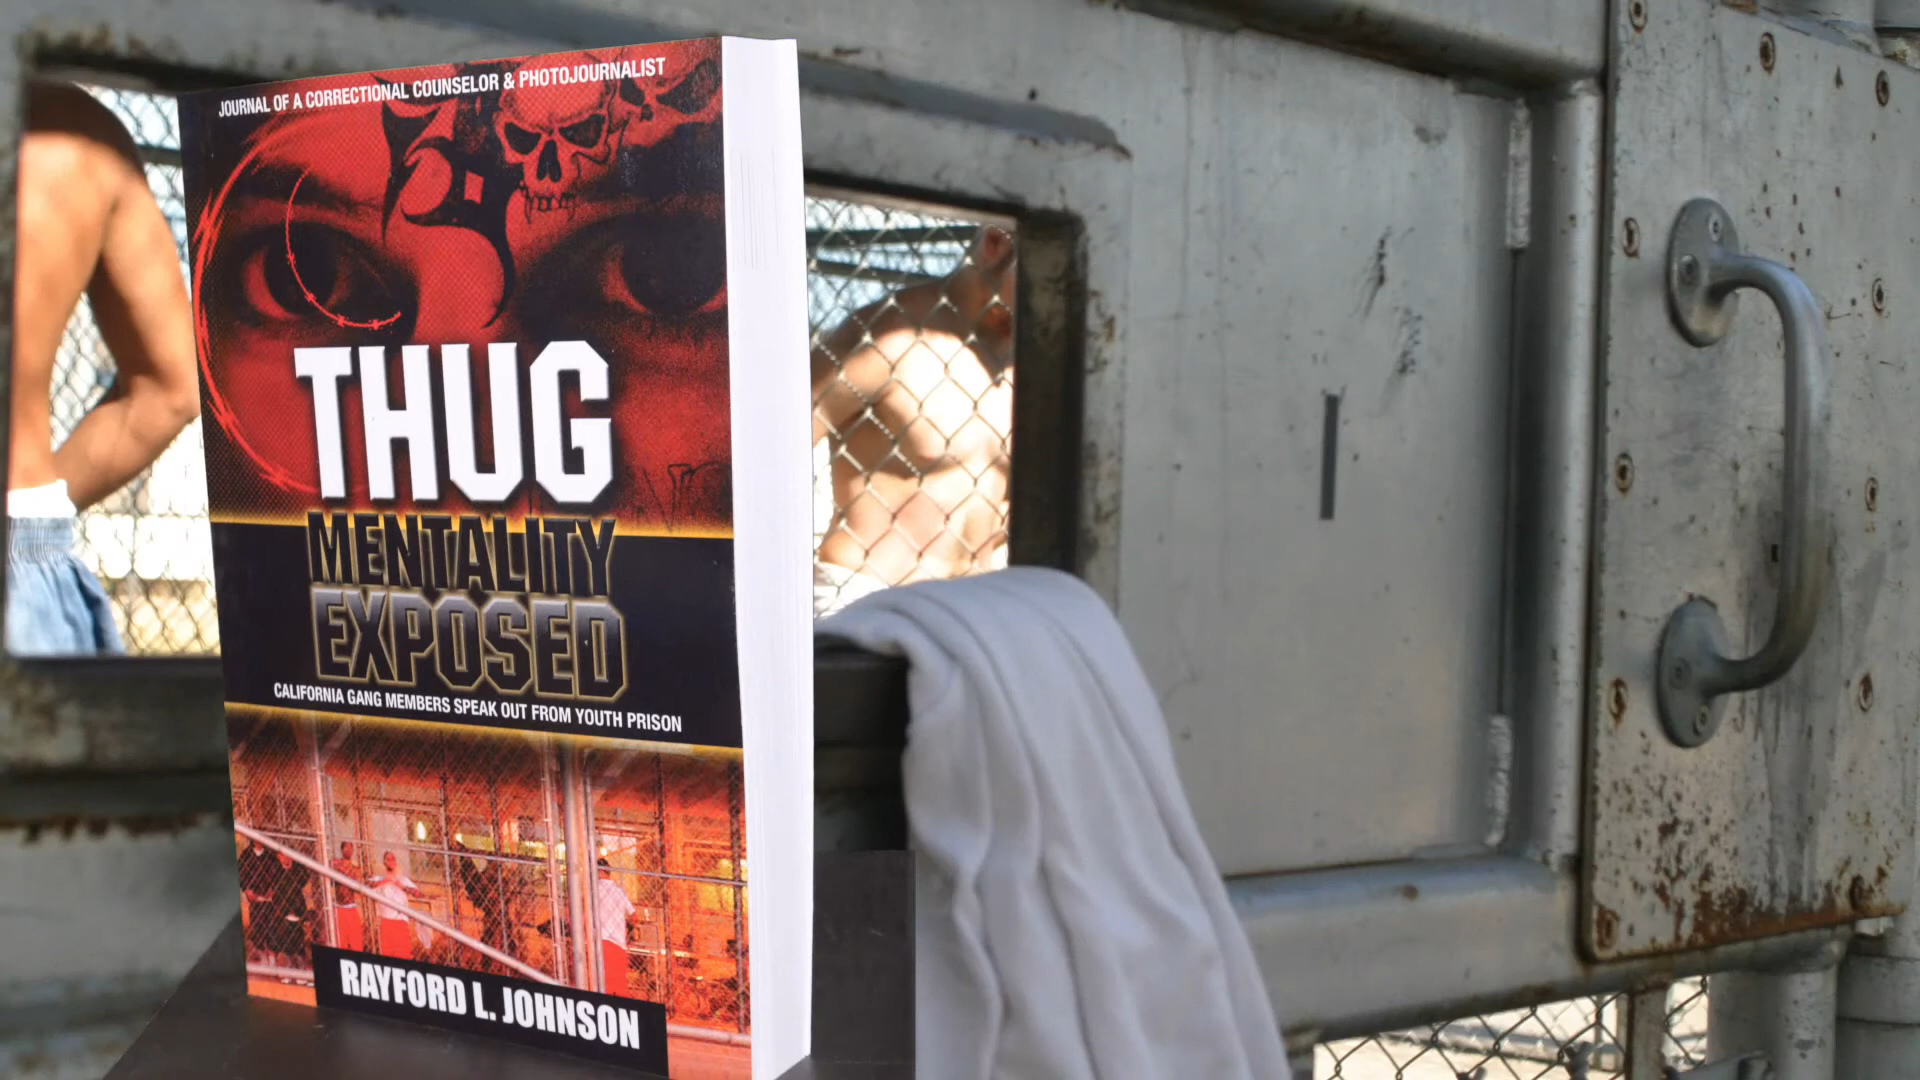 JOURNAL OF A CORRECTIONAL COUNSELOR & PHOTOJOURNALIST
THUG
MENTALITY
EXPOSED
CALIFORNIA GANG MEMBERS SPEAK OUT FROM YOUTH PRISON
RAYFORD L. JOHNSON